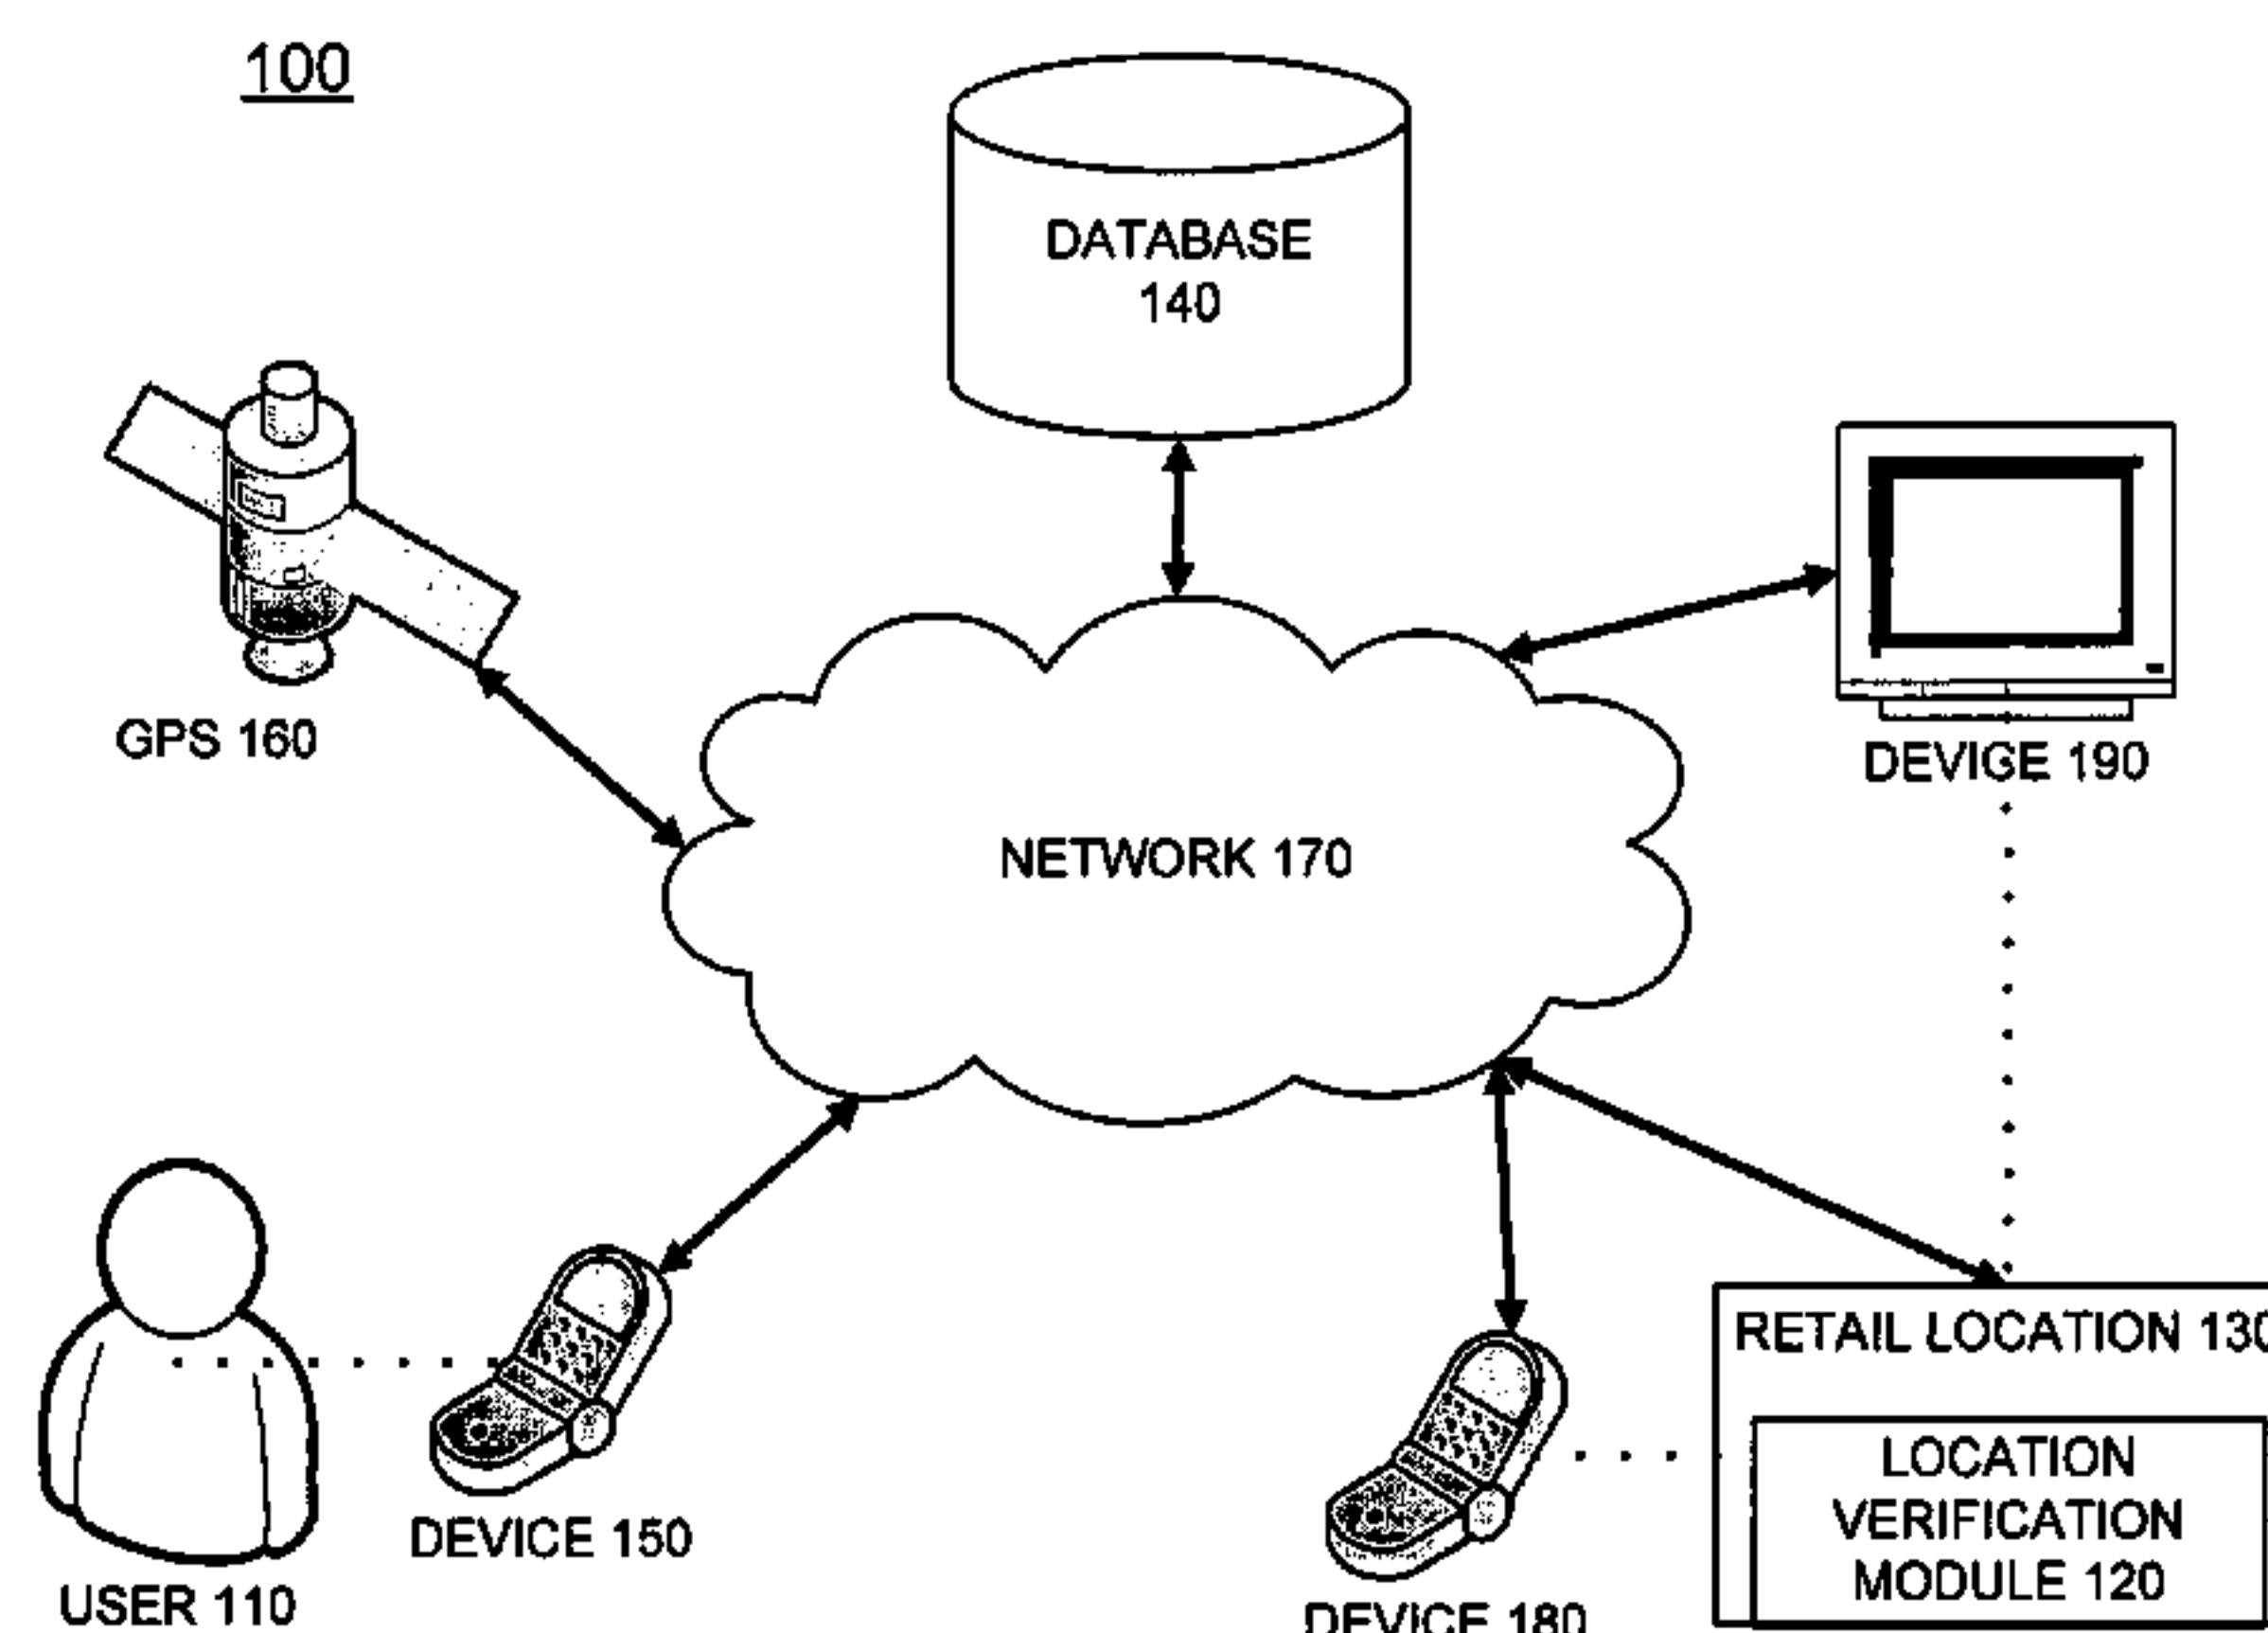 100
DATABASE
140
GPS 160
DEVICE 190
NETWORK 170
RETAIL LOCATION 130
LOCATION
VERIFICATION
MODULE 120
DEVICE 150
USER 110
DEVICE 180